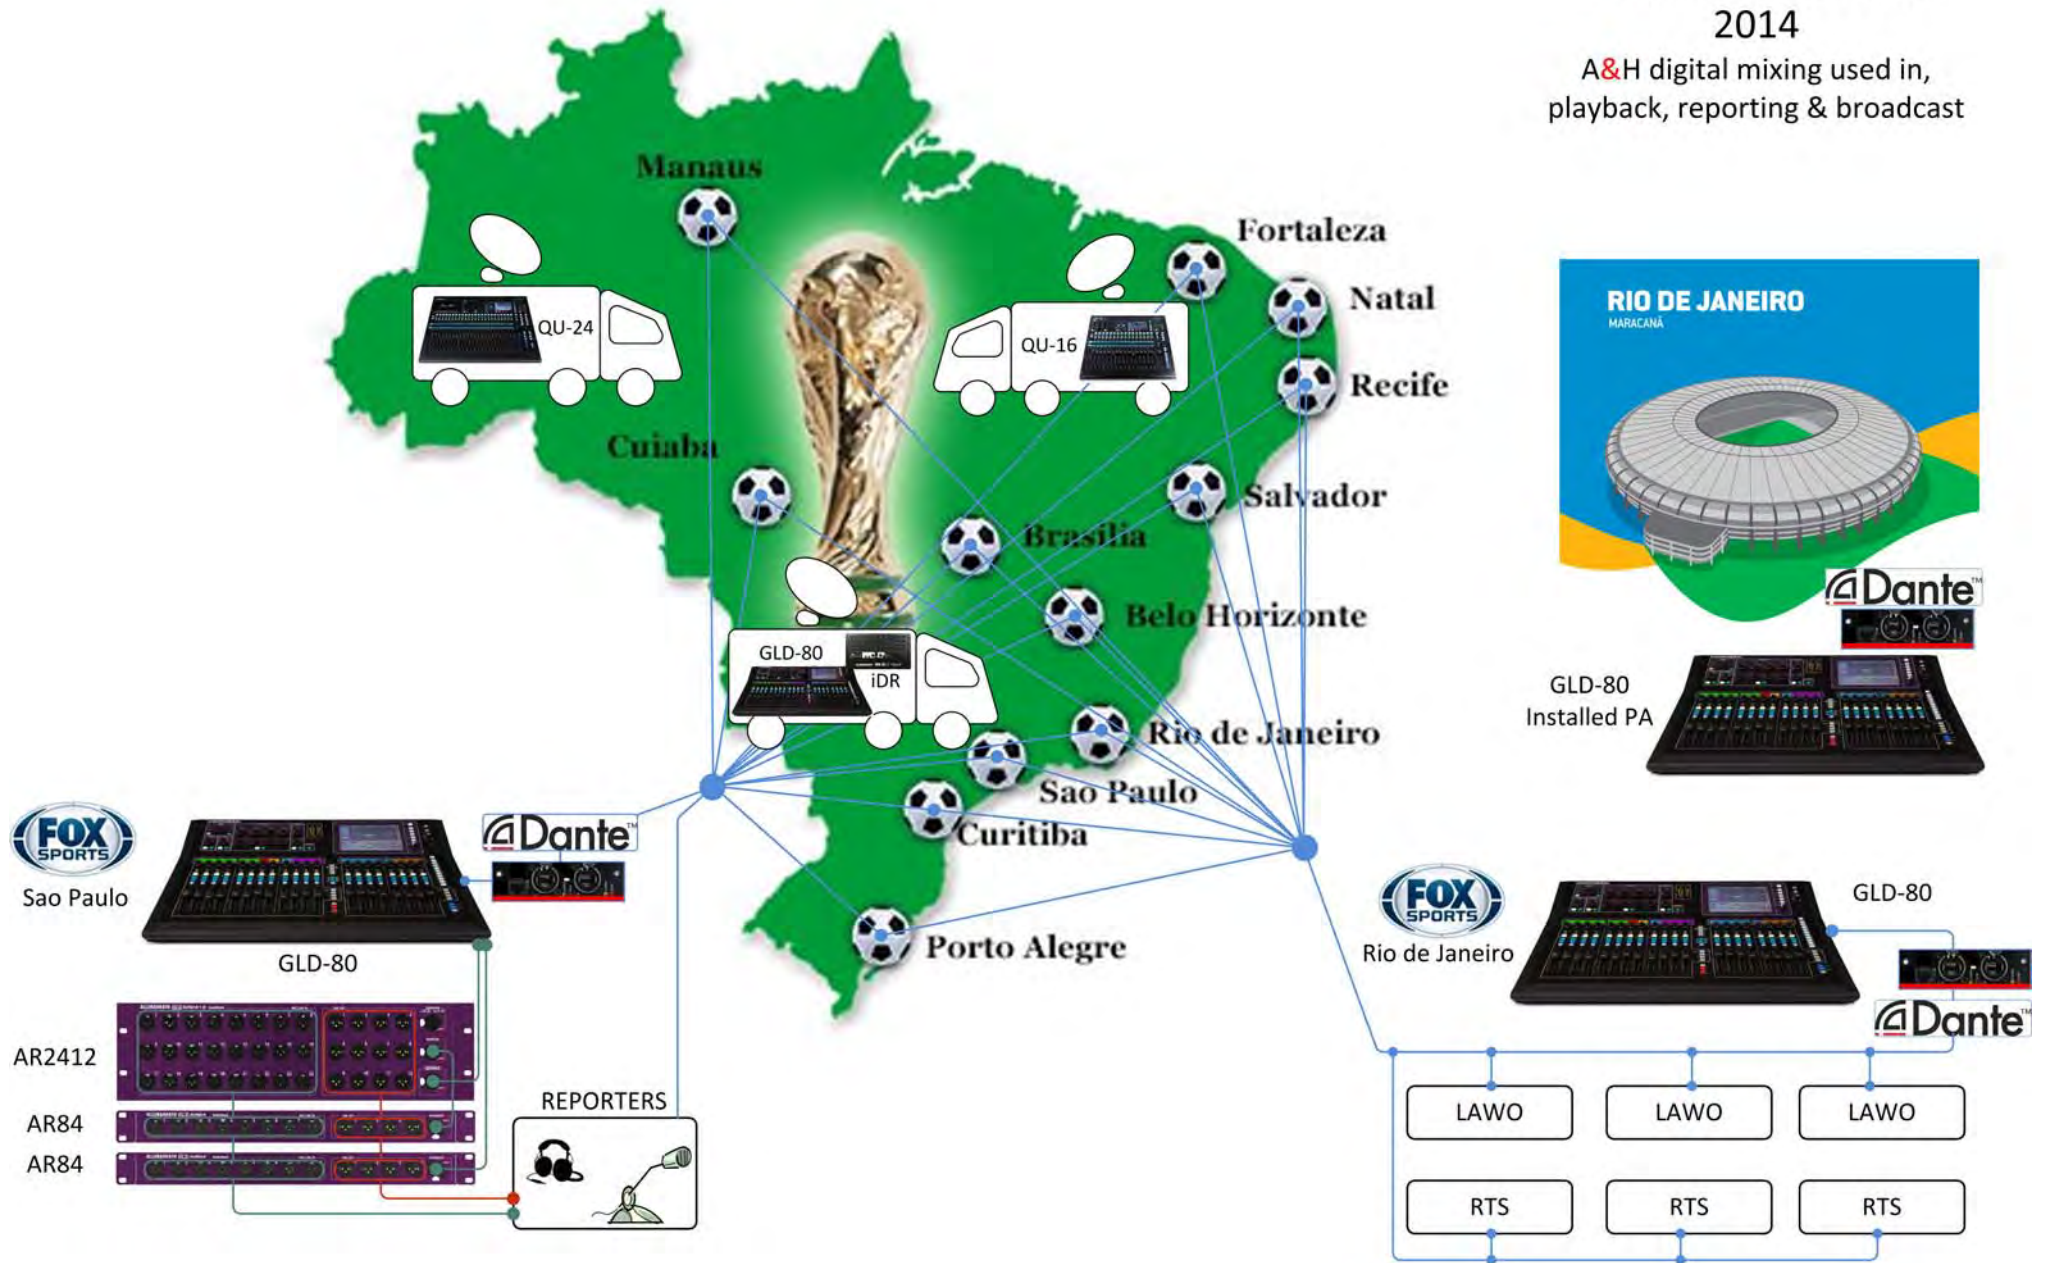 2014
A&H digital mixing used in,
playback, reporting & broadcast
Manaus
Fortaleza
Natal
Recife
QU-24
QU-16
Cuiaba
Salvador
Brasilia
Belo Horizonte
GLD-80
iDR
Rio de Janeiro
Sao Paulo
Curitiba
Porto Alegre
RIO DE JANEIRO
MARACANÃ
Dante™
GLD-80
Installed PA
FOX
SPORTS
Sao Paulo
Dante™
GLD-80
AR2412
AR84
AR84
REPORTERS
FOX
SPORTS
Rio de Janeiro
GLD-80
Dante™
LAWO
LAWO
LAWO
RTS
RTS
RTS